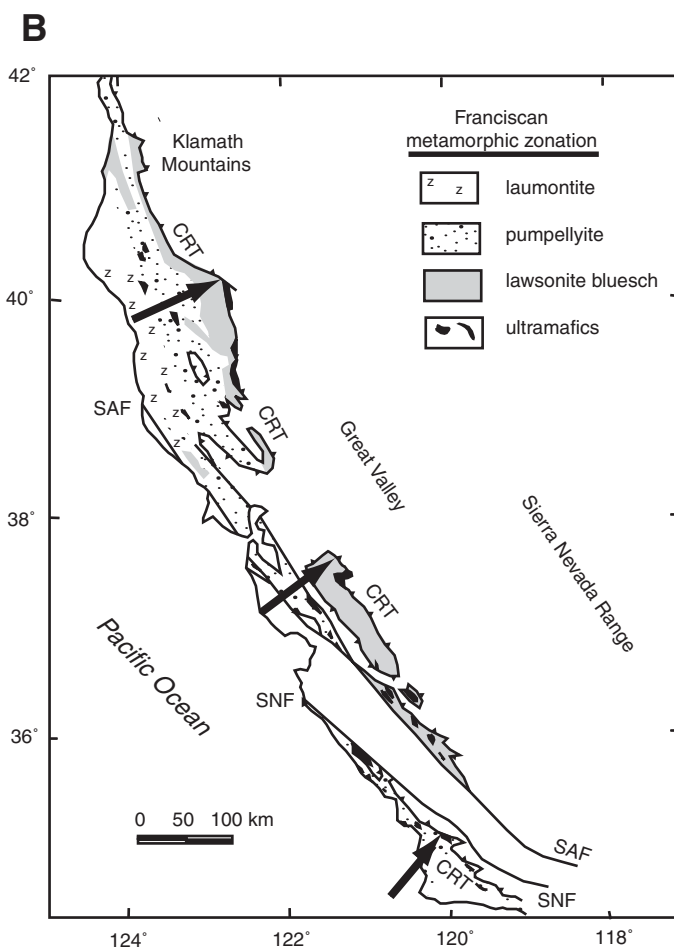 B
42°
Franciscan
metamorphic zonation
Klamath
Mountains
z
z
laumontite
pumpellyite
CRT
lawsonite bluesch
z
z
40°
z
ultramafics
z
z
z
z
SAF
z
CRT
z
Great Valley
38°
Sierra Nevada Range
CRT
Pacific Ocean
SNF
36°
0 50 100 km
SAF
CRT
SNF
124° 122° 120° 118°